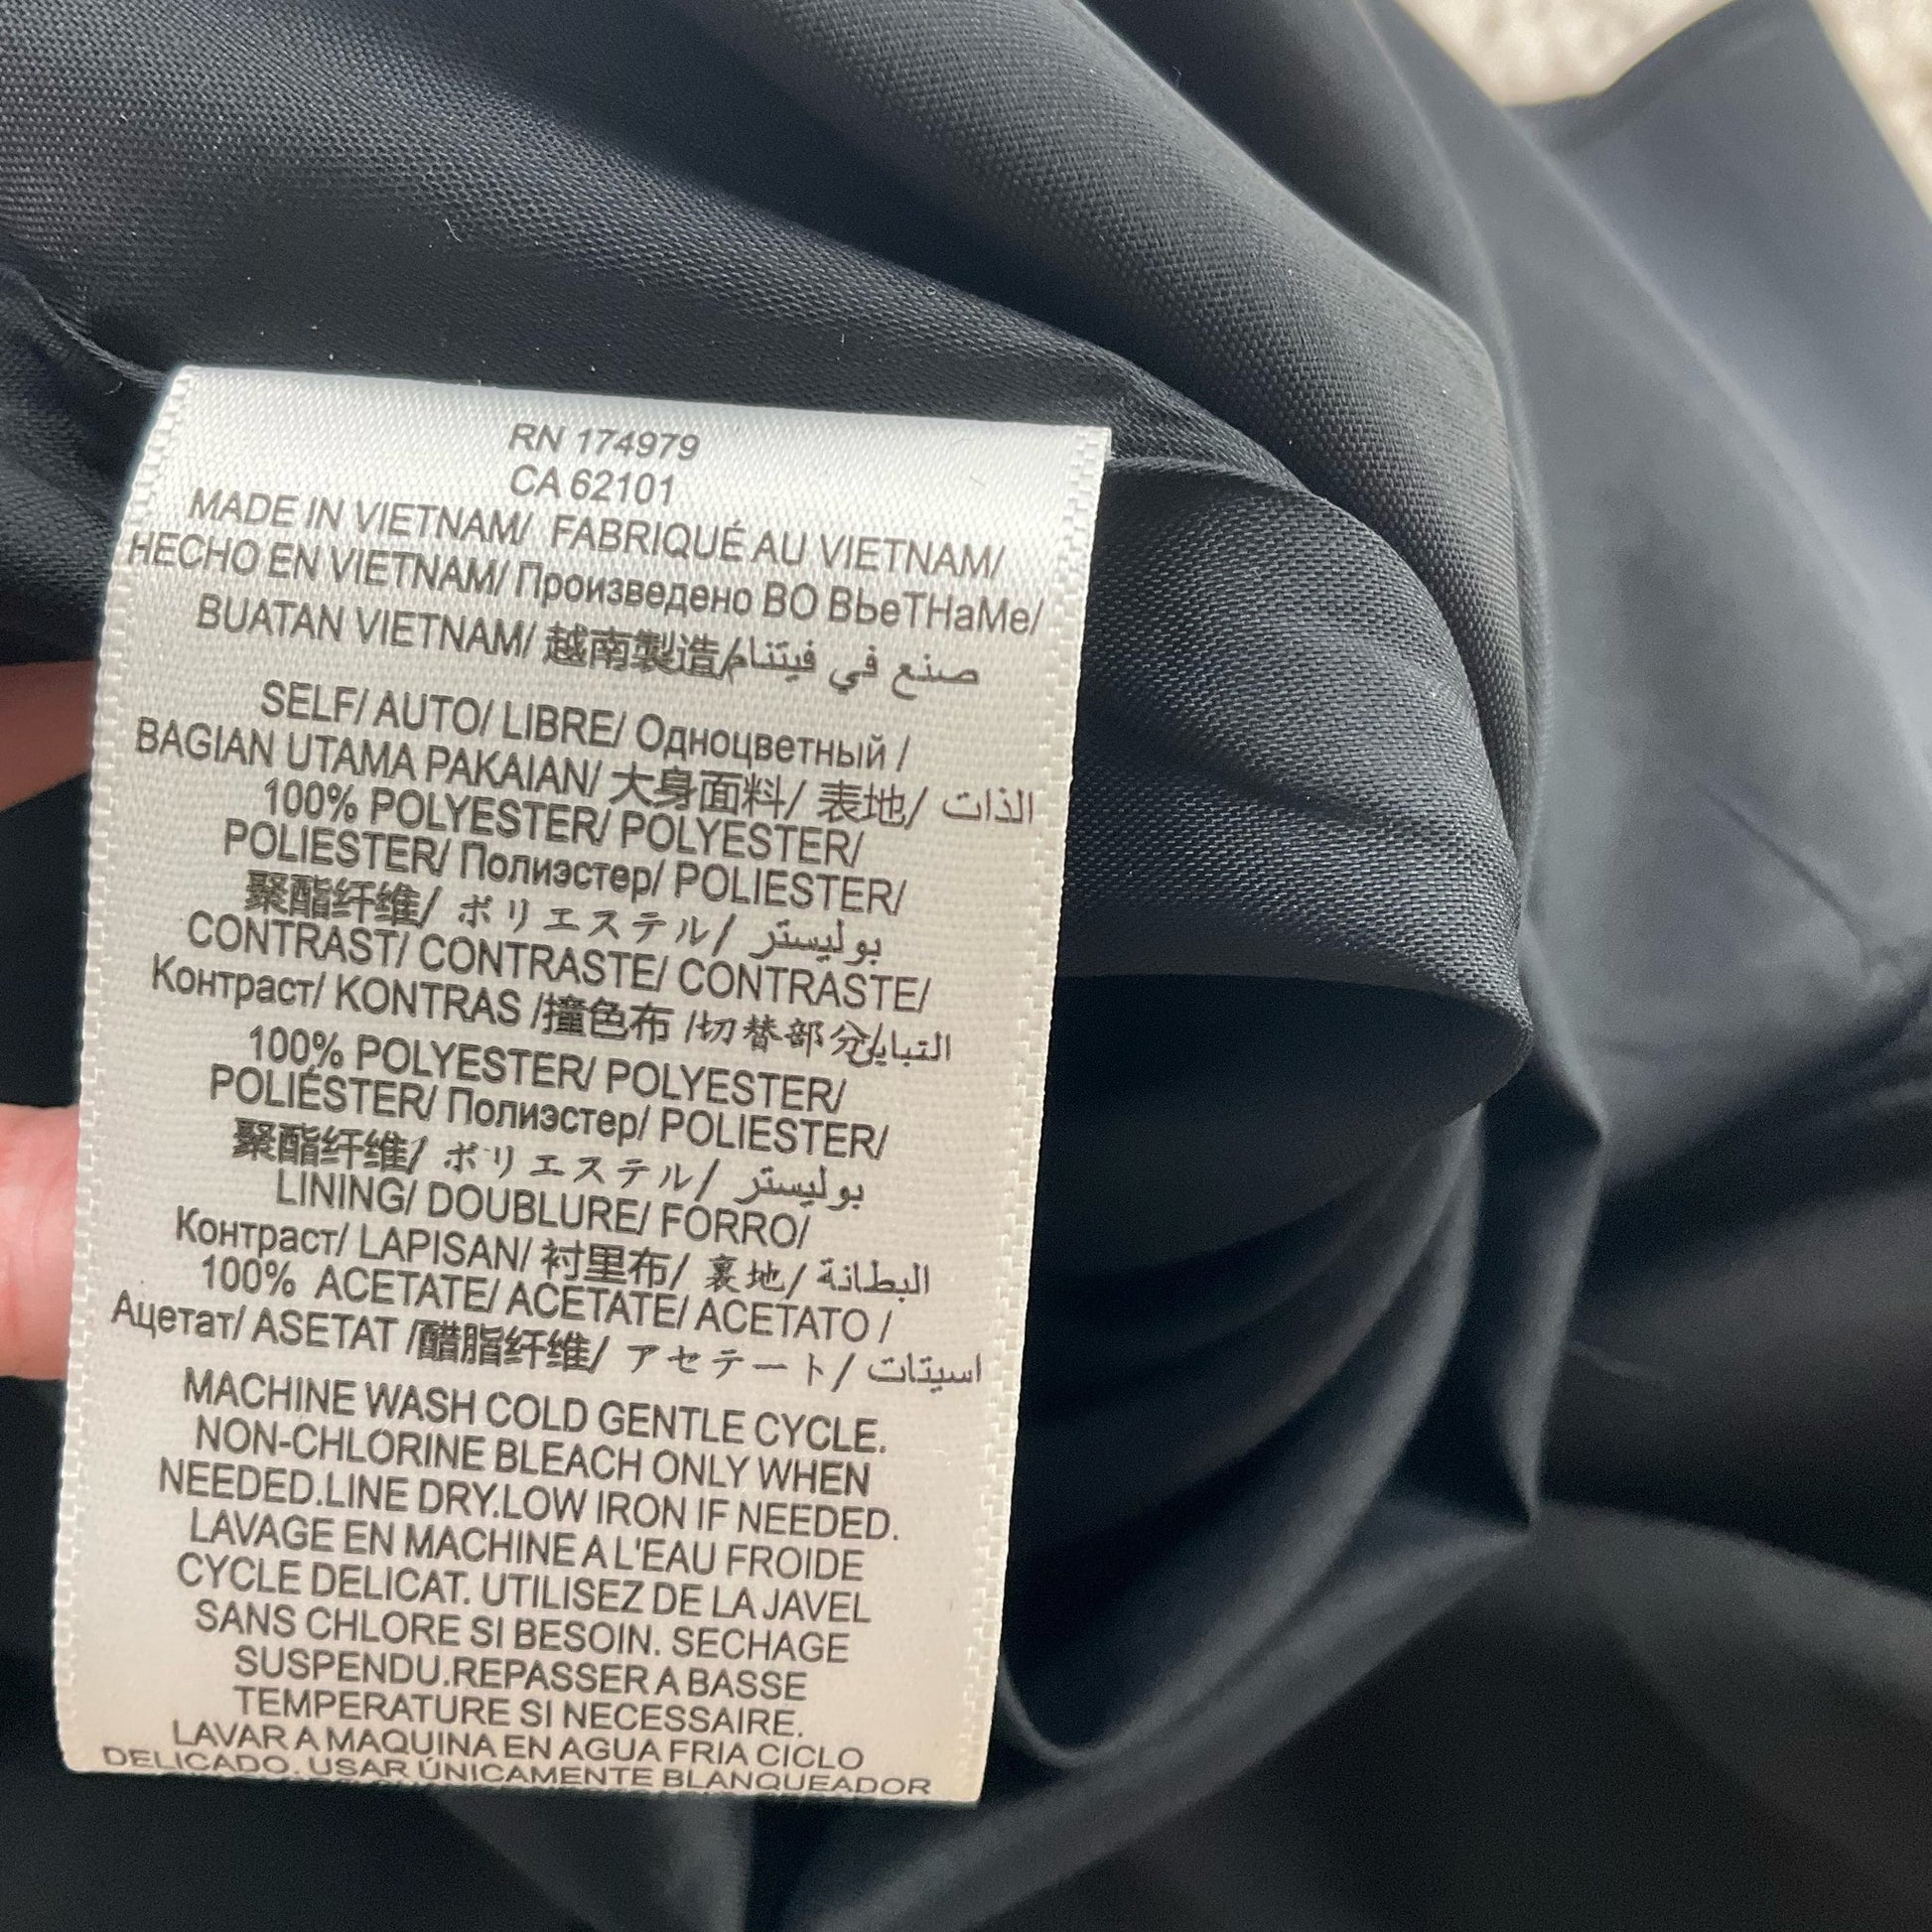 RN 174979
CA 62101
MADE IN VIETNAM/ FABRIQUÉ AU VIETNAM/
HECHO EN VIETNAM/ Произведено ВО ВЬеТНаМе/
BUATAN VIETNAM/ 越南製造/صنع في فيتنام
SELF/ AUTO/ LIBRE/ Одноцветный /
BAGIAN UTAMA PAKAIAN/ 大身面料/ 表地/ الذات
100% POLYESTER/ POLYESTER/
POLIESTER/ Полиэстер/ POLIESTER/
聚酯纤维/ ポリエステル/ بوليستر
CONTRAST/ CONTRASTE/ CONTRASTE/
Контраст/ KONTRAS /撞色布 /切替部分/التباين
100% POLYESTER/ POLYESTER/
POLIÉSTER/ Полиэстер/ POLIESTER/
聚酯纤维/ ポリエステル/ بوليستر
LINING/ DOUBLURE/ FORRO/
Контраст/ LAPISAN/ 衬里布/ 裏地/ البطانة
100% ACETATE/ ACETATE/ ACETATO /
Ацетат/ ASETAT /醋脂纤维/ アセテート/ اسيتات
MACHINE WASH COLD GENTLE CYCLE.
NON-CHLORINE BLEACH ONLY WHEN
NEEDED.LINE DRY.LOW IRON IF NEEDED.
LAVAGE EN MACHINE A L'EAU FROIDE
CYCLE DELICAT. UTILISEZ DE LA JAVEL
SANS CHLORE SI BESOIN. SECHAGE
SUSPENDU.REPASSER A BASSE
TEMPERATURE SI NECESSAIRE.
LAVAR A MAQUINA EN AGUA FRIA CICLO
DELICADO. USAR ÚNICAMENTE BLANQUEADOR